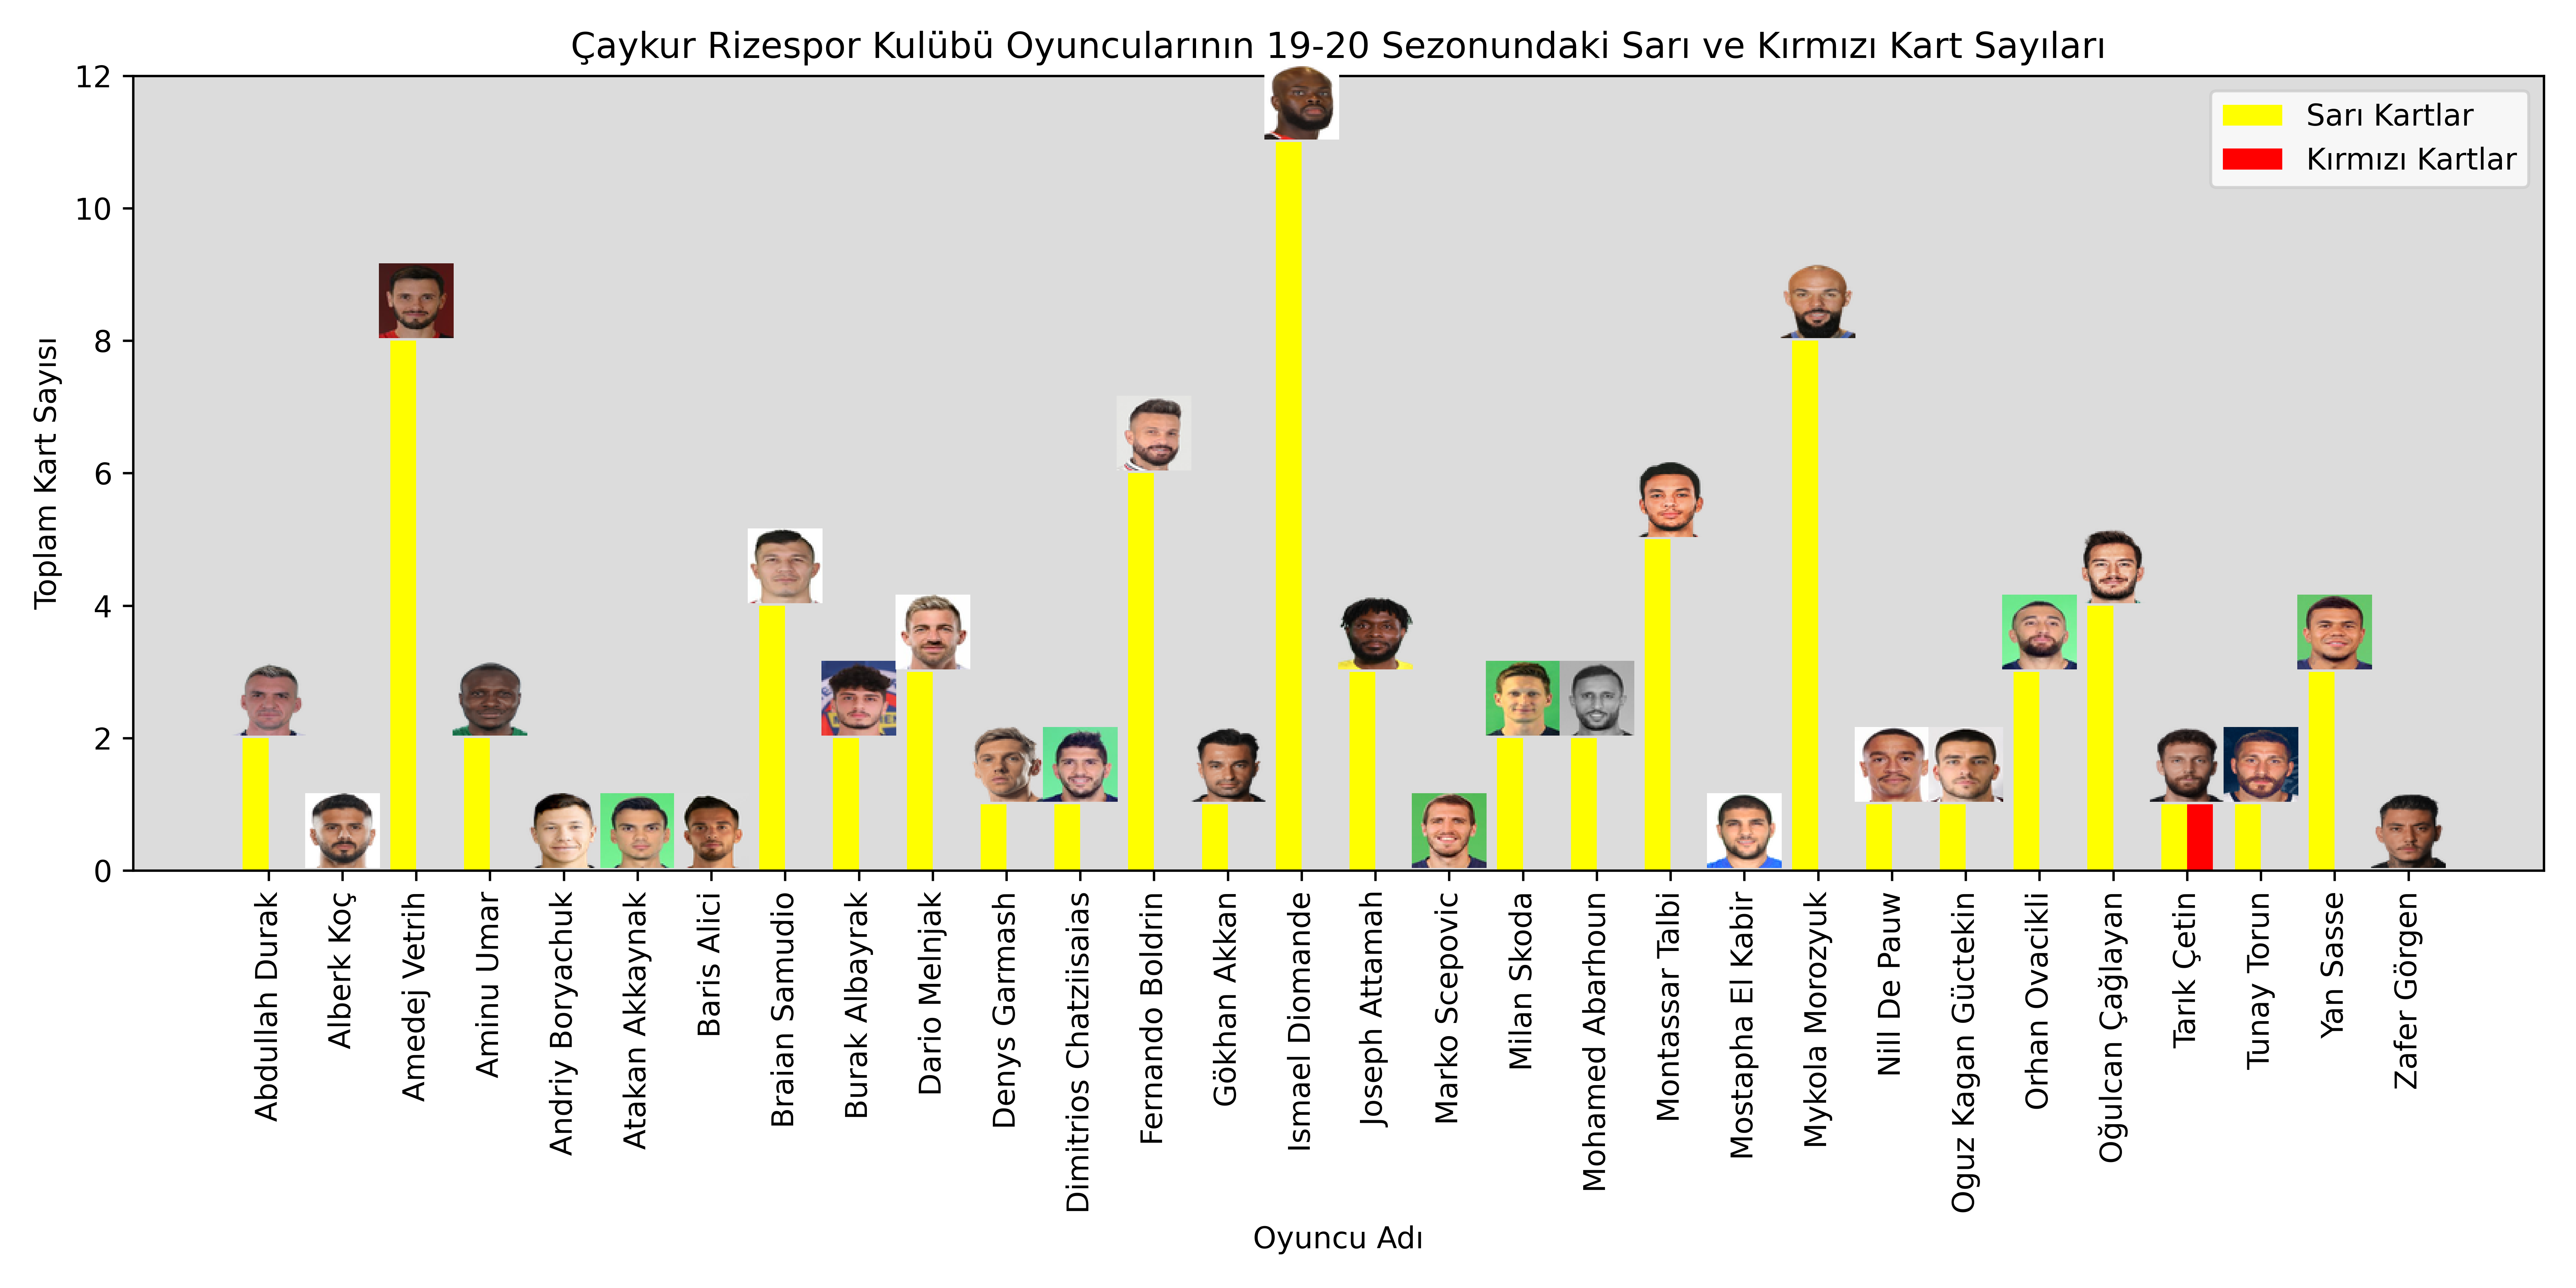 Çaykur Rizespor Kulübü Oyuncularının 19-20 Sezonundaki Sarı ve Kırmızı Kart Sayıları
Sarı Kartlar
Kırmızı Kartlar
Toplam Kart Sayısı
12
10
8
6
4
2
0
Abdullah Durak
Alberk Koç
Amedej Vetrih
Aminu Umar
Andriy Boryachuk
Atakan Akkaynak
Baris Alici
Braian Samudio
Burak Albayrak
Dario Melnjak
Denys Garmash
Dimitrios Chatziisaias
Fernando Boldrin
Gökhan Akkan
Ismael Diomande
Joseph Attamah
Marko Scepovic
Milan Skoda
Mohamed Abarhoun
Montassar Talbi
Mostapha El Kabir
Mykola Morozyuk
Nill De Pauw
Oguz Kagan Güctekin
Orhan Ovacikli
Oğulcan Çağlayan
Tarık Çetin
Tunay Torun
Yan Sasse
Zafer Görgen
Oyuncu Adı